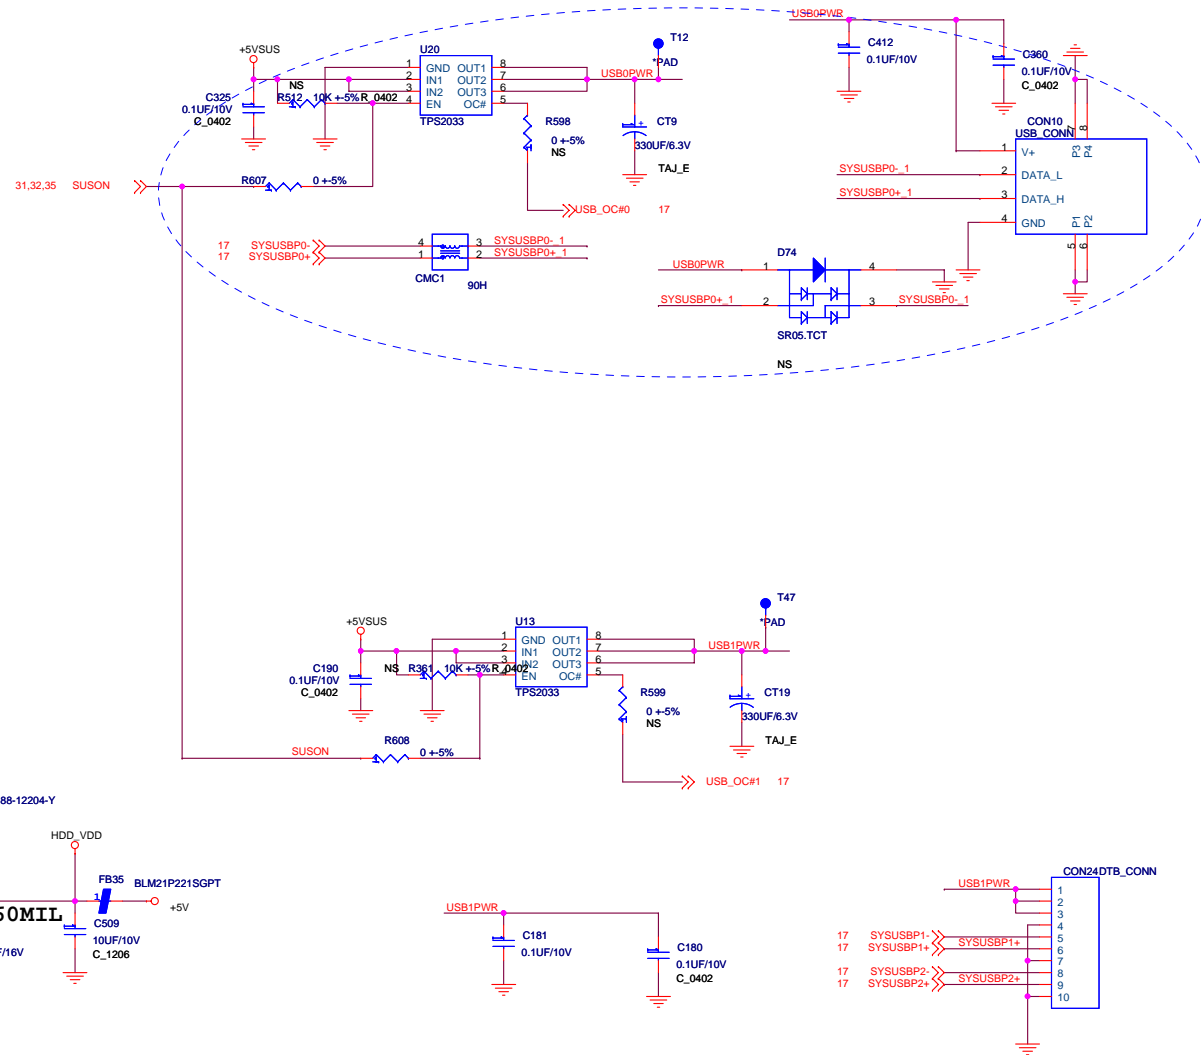 USB0PWR
C412
0.1UF/10V
C360
0.1UF/10V
C_0402
+5VSUS
U20
T12
*PAD
1 GND OUT1 8
2 IN1 OUT2 7
3 IN2 OUT3 6
4 EN OC# 5
TPS2033
USB0PWR
NS
R512 10K +-5% R_0402
C325
0.1UF/10V
C_0402
R598
0 +-5%
NS
CT9
330UF/6.3V
TAJ_E
CON10
USB_CONN
7 8
P3 P4
1 V+
2 DATA_L
3 DATA_H
4 GND
P1 P2
5 6
SYSUSBP0-_1
SYSUSBP0+_1
31,32,35 SUSON
R607 0 +-5%
USB_OC#0 17
17 SYSUSBP0- 4 3 SYSUSBP0-_1
17 SYSUSBP0+ 1 2 SYSUSBP0+_1
CMC1
90H
D74
USB0PWR 1 4
SYSUSBP0+_1 2 3 SYSUSBP0-_1
SR05.TCT
NS
+5VSUS
U13
T47
*PAD
1 GND OUT1 8
2 IN1 OUT2 7
3 IN2 OUT3 6
4 EN OC# 5
TPS2033
USB1PWR
NS R361 10K +-5% R_0402
C190
0.1UF/10V
C_0402
R599
0 +-5%
NS
CT19
330UF/6.3V
TAJ_E
SUSON
R608
0 +-5%
USB_OC#1 17
88-12204-Y
HDD_VDD
FB35 BLM21P221SGPT
1
+5V
50MIL
C509
10UF/10V
C_1206
/16V
USB1PWR
C181
0.1UF/10V
C180
0.1UF/10V
C_0402
CON24 DTB_CONN
USB1PWR
1
2
3
4
17 SYSUSBP1- 5
17 SYSUSBP1+ SYSUSBP1+ 6
7
17 SYSUSBP2- 8
17 SYSUSBP2+ SYSUSBP2+ 9
10